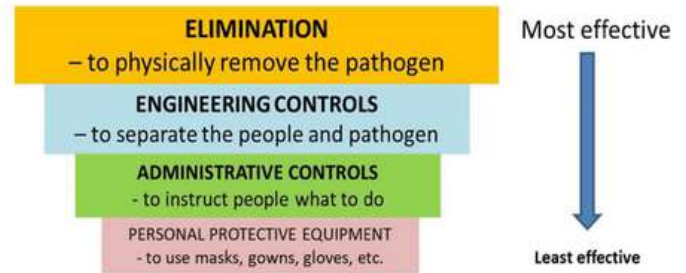 ELIMINATION
– to physically remove the pathogen
Most effective
ENGINEERING CONTROLS
– to separate the people and pathogen
ADMINISTRATIVE CONTROLS
- to instruct people what to do
PERSONAL PROTECTIVE EQUIPMENT
- to use masks, gowns, gloves, etc.
Least effective